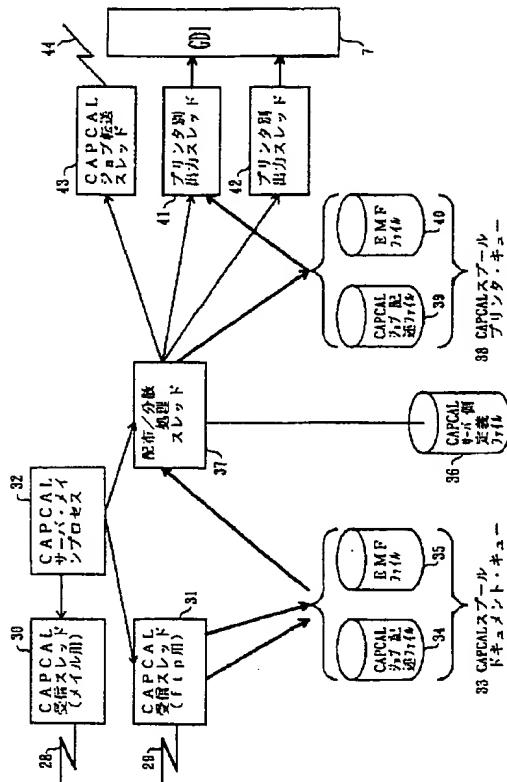 28
29
30
CAPCAL
受信スレッド
(メイル用)
31
CAPCAL
受信スレッド
(ftp用)
32
CAPCAL
サーバ・メイ
ンプロセス
33 CAPCALスプール
ドキュメント・キュー
CAPCAL
ジョブ 記
述ファイル
34
EMF
ファイル
35
CAPCAL
サーバ 側
定義
ファイル
36
配布/分散
処理
スレッド
37
38 CAPCALスプール
プリンタ・キュー
CAPCAL
ジョブ 記
述ファイル
39
EMF
ファイル
40
プリンタ別
出力スレッ
ド
41
プリンタ別
出力スレッ
ド
42
CAPCAL
ジョブ転送
スレッド
43
44
GDI
7